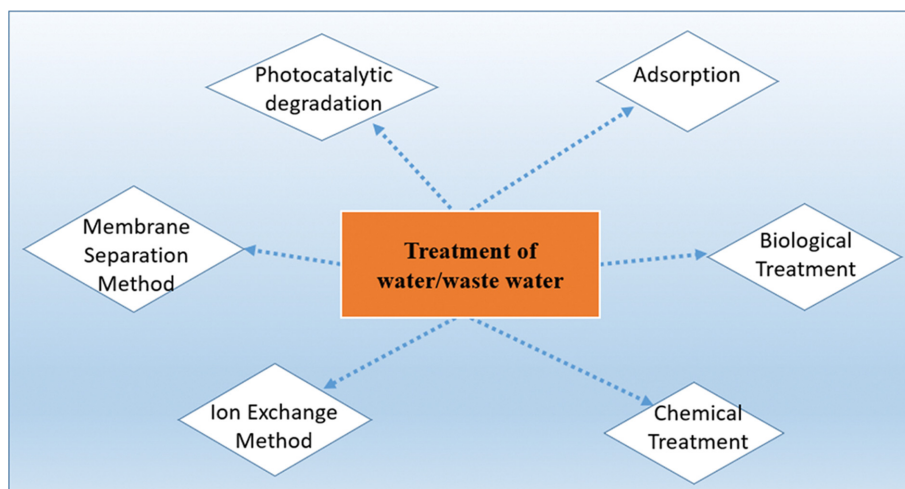 Photocatalytic
degradation
Adsorption
Membrane
Separation
Method
Treatment of
water/waste water
Biological
Treatment
Ion Exchange
Method
Chemical
Treatment